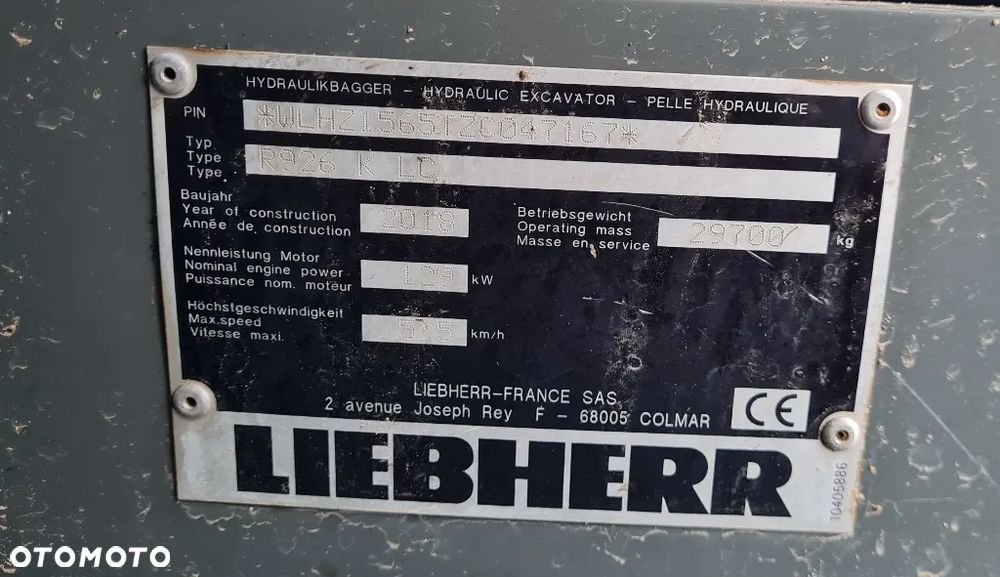 HYDRAULIKBAGGER – HYDRAULIC EXCAVATOR – PELLE HYDRAULIQUE
PIN *WLHZ1565TZC047167*
Typ
Type R926 K LC
Type
Baujahr
Year of construction 2018
Année de construction
Betriebsgewicht
Operating mass 29700 kg
Masse en service
Nennleistung Motor
Nominal engine power 129 kW
Puissance nom. moteur
Höchstgeschwindigkeit
Max.speed 5.5 km/h
Vitesse maxi.
LIEBHERR–FRANCE SAS
2 avenue Joseph Rey F – 68005 COLMAR
CE
LIEBHERR
10405886
OTOMOTO